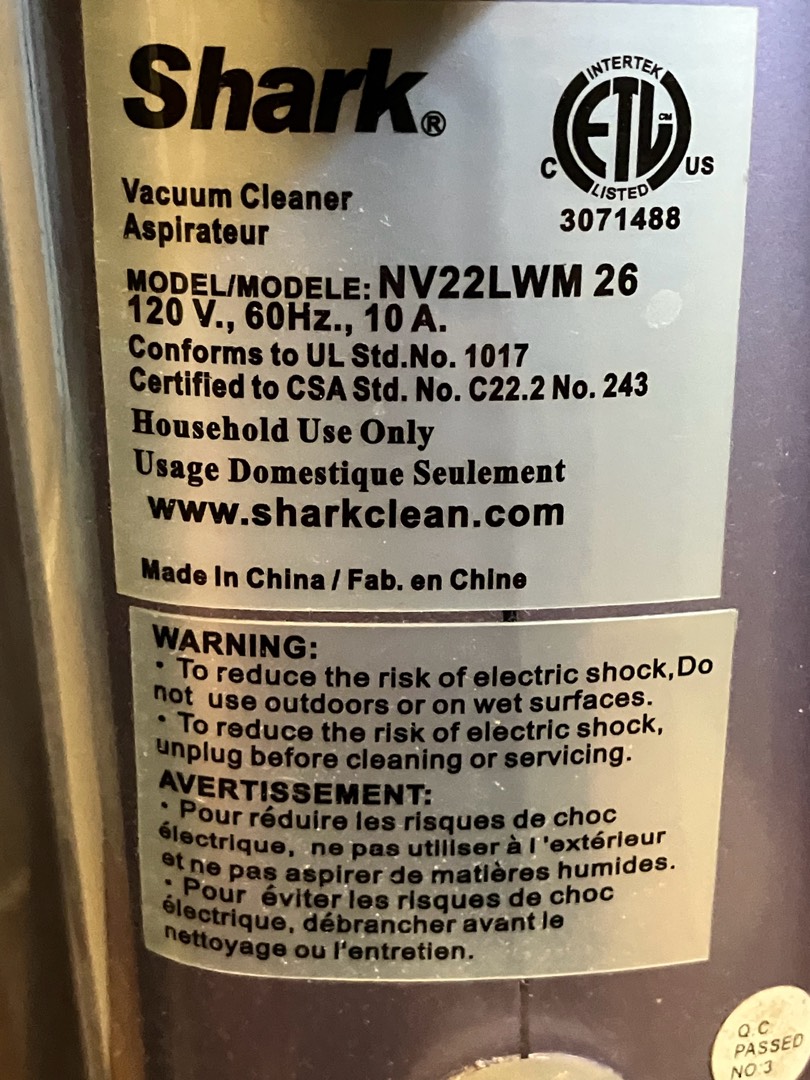 Shark®
INTERTEK
ETL CM
C US
LISTED
3071488
Vacuum Cleaner
Aspirateur
MODEL/MODELE: NV22LWM 26
120 V., 60Hz., 10 A.
Conforms to UL Std.No. 1017
Certified to CSA Std. No. C22.2 No. 243
Household Use Only
Usage Domestique Seulement
www.sharkclean.com
Made In China / Fab. en Chine
WARNING:
• To reduce the risk of electric shock,Do
not use outdoors or on wet surfaces.
• To reduce the risk of electric shock,
unplug before cleaning or servicing.
AVERTISSEMENT:
• Pour réduire les risques de choc
électrique, ne pas utiliser à l'extérieur
et ne pas aspirer de matières humides.
• Pour éviter les risques de choc
électrique, débrancher avant le
nettoyage ou l'entretien.
Q.C
PASSED
NO:3